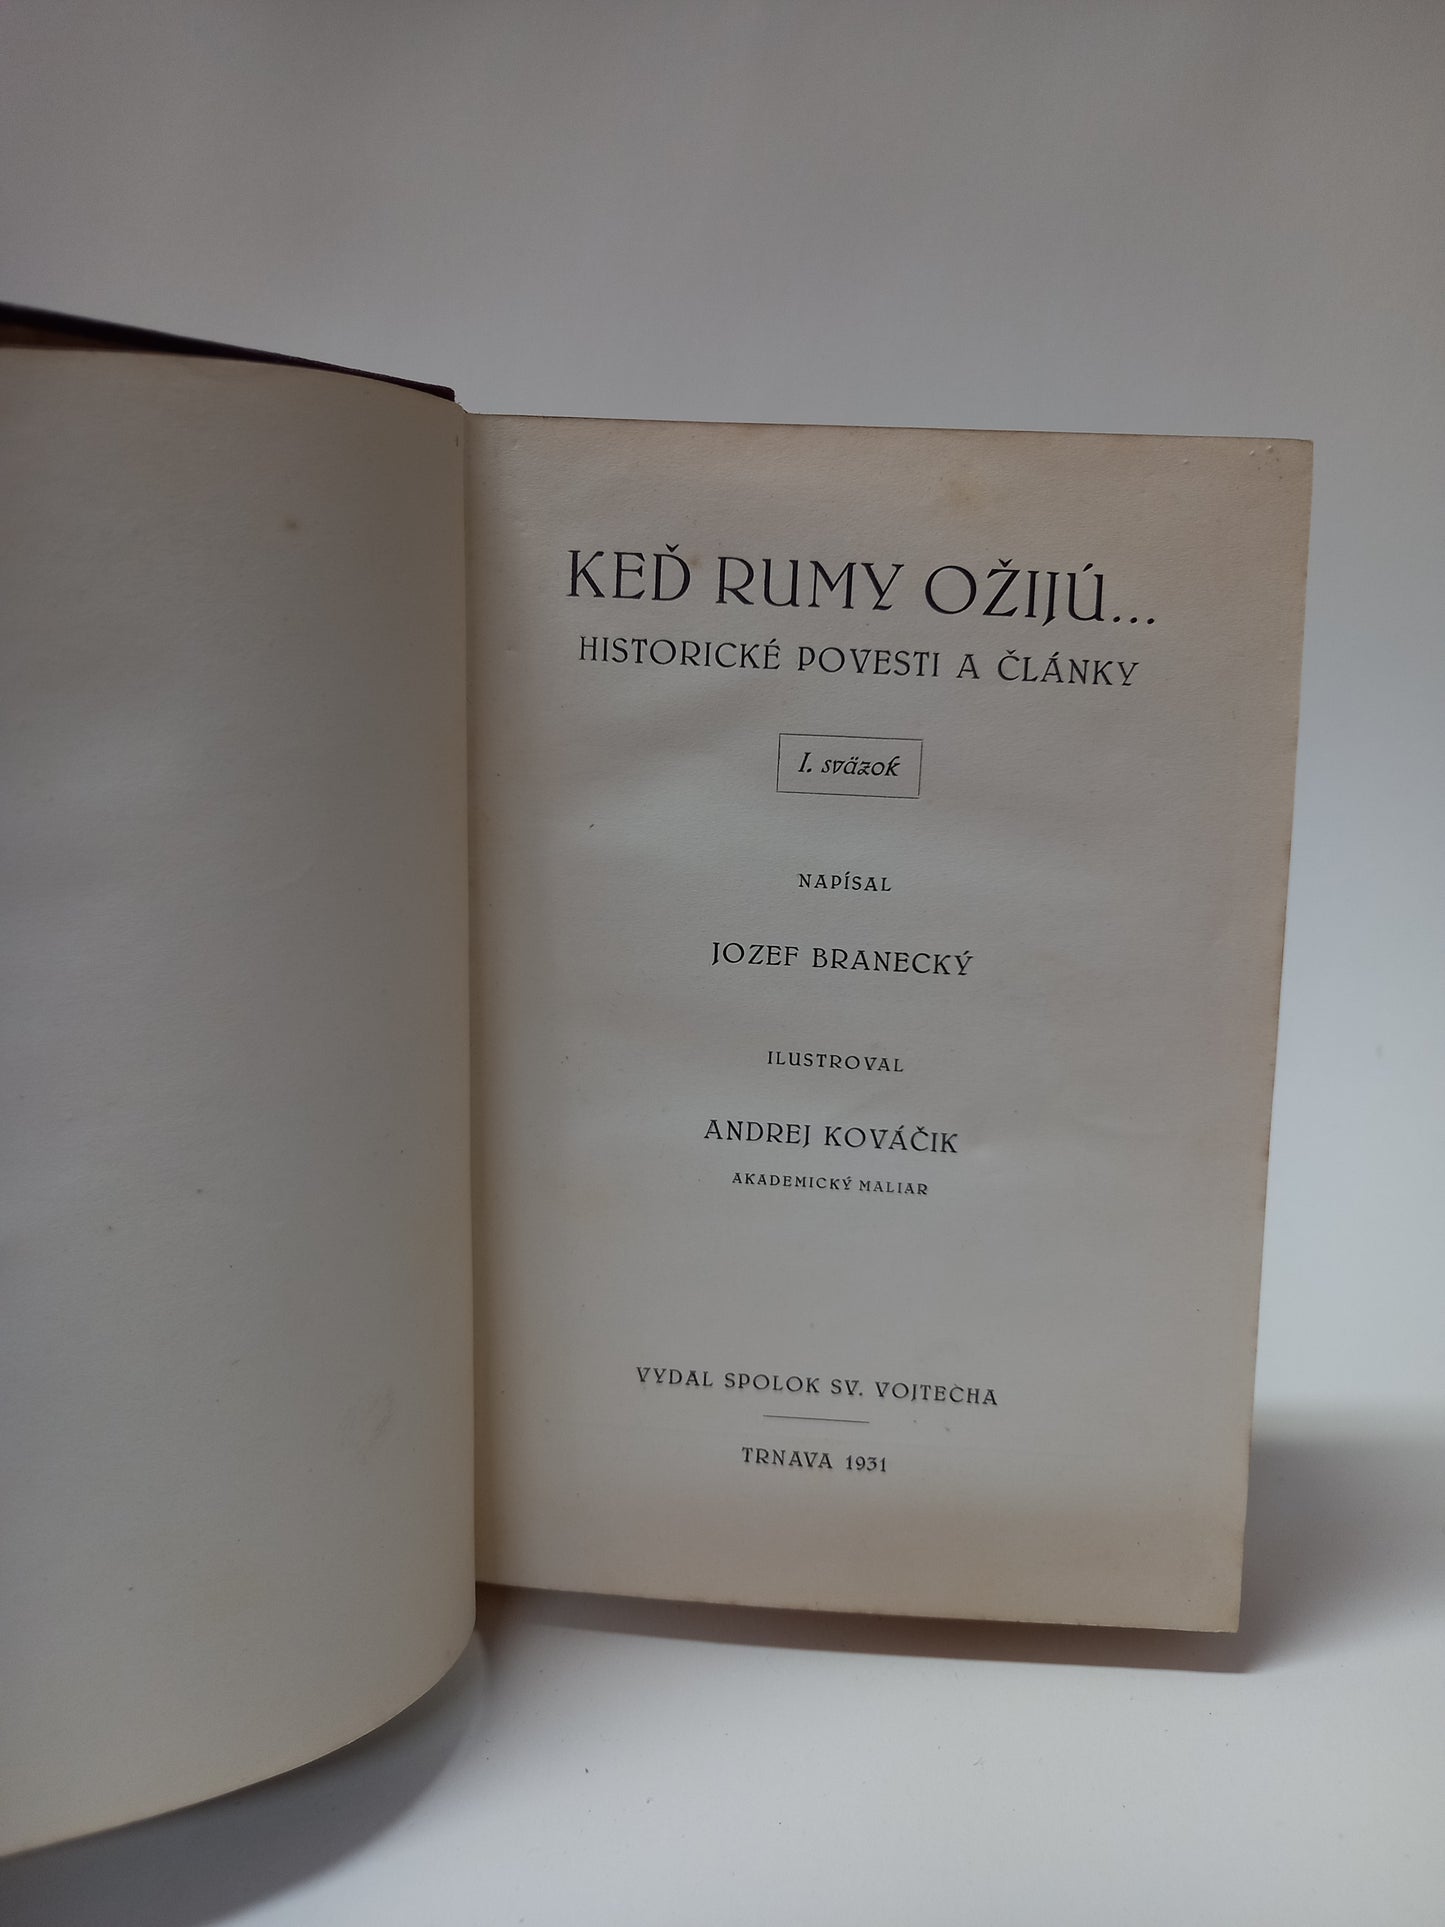 KEĎ RUMY OŽIJÚ...
HISTORICKÉ POVESTI A ČLÁNKY
I. sväzok
NAPÍSAL
JOZEF BRANECKÝ
ILUSTROVAL
ANDREJ KOVÁČIK
AKADEMICKÝ MALIAR
VYDAL SPOLOK SV. VOJTECHA
TRNAVA 1931